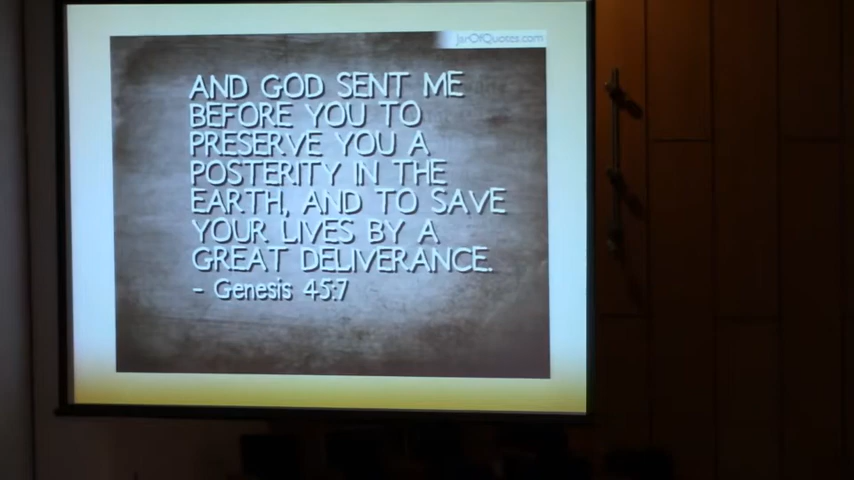 JarOfQuotes.com
AND GOD SENT ME
BEFORE YOU TO
PRESERVE YOU A
POSTERITY IN THE
EARTH, AND TO SAVE
YOUR LIVES BY A
GREAT DELIVERANCE.
- Genesis 45:7